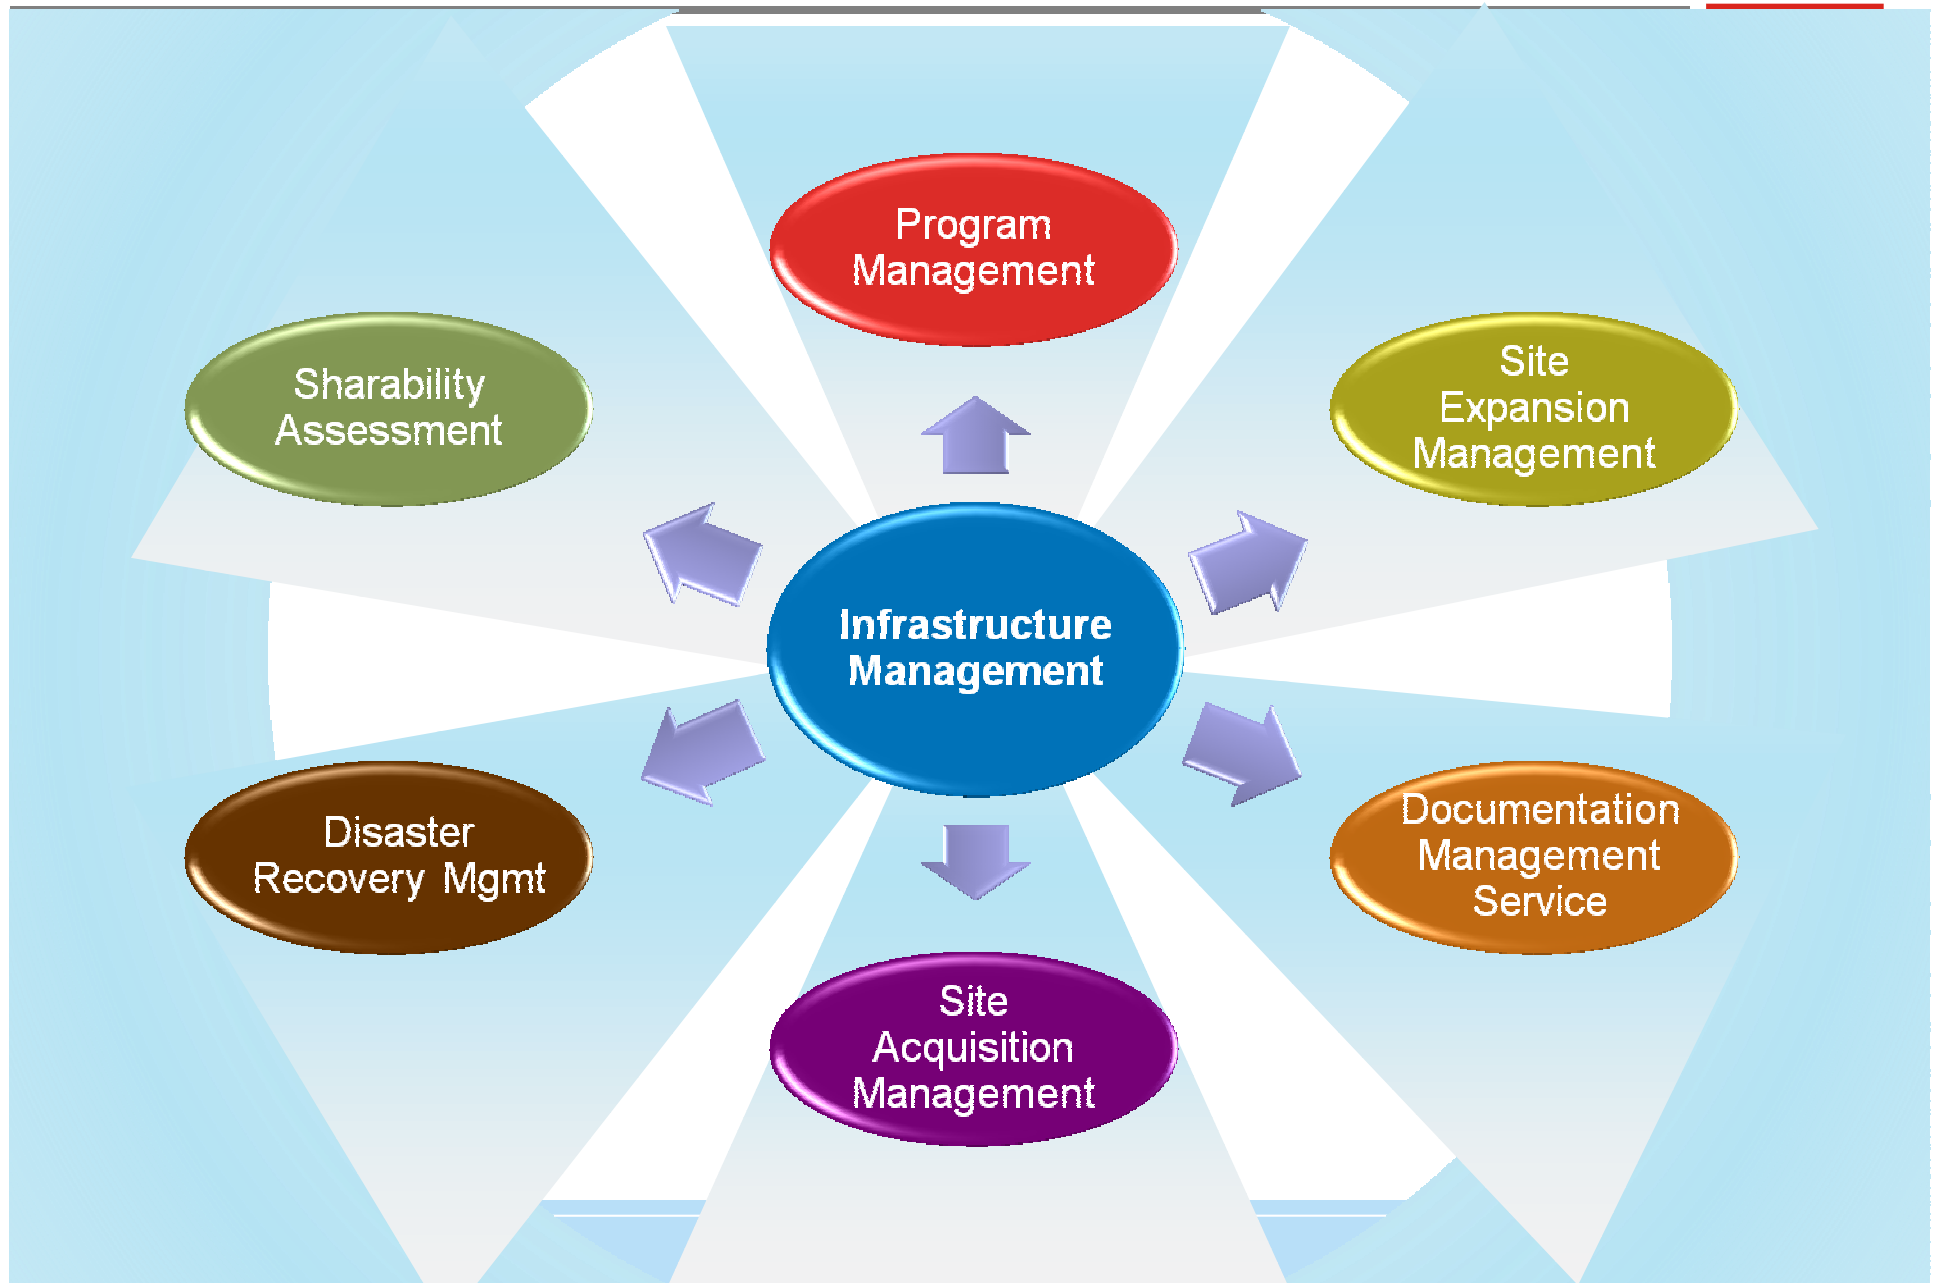 Program
Management
Sharability
Assessment
Site
Expansion
Management
Infrastructure
Management
Disaster
Recovery Mgmt
Documentation
Management
Service
Site
Acquisition
Management